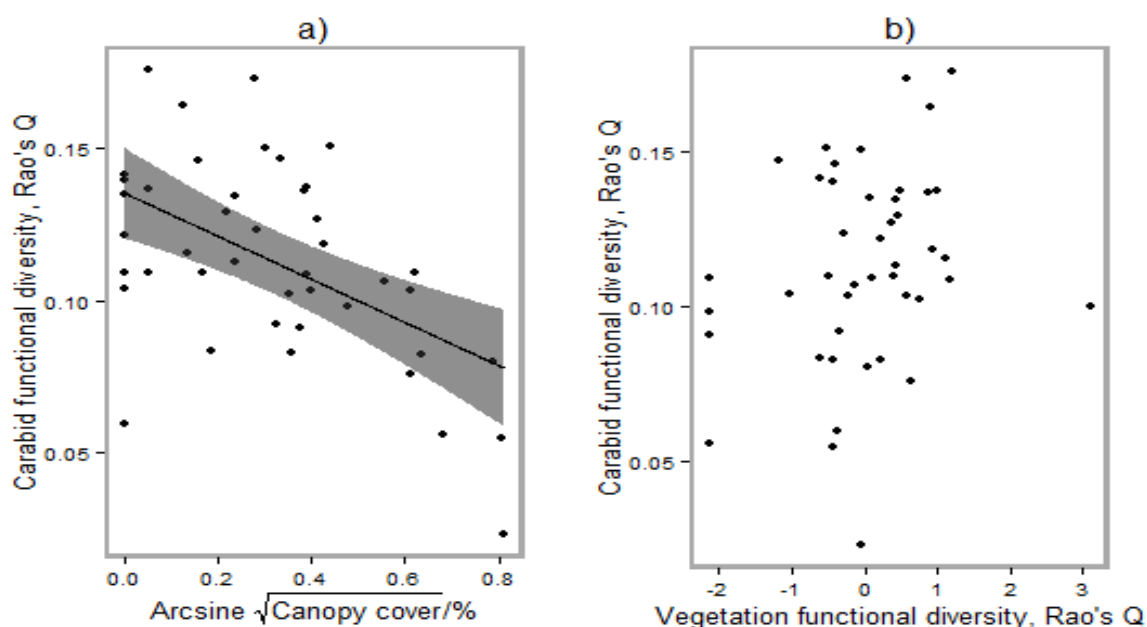 a)
Carabid functional diversity, Rao's Q
0.15
0.10
0.05
0.0 0.2 0.4 0.6 0.8
Arcsine √Canopy cover/%
b)
Carabid functional diversity, Rao's Q
0.15
0.10
0.05
-2 -1 0 1 2 3
Vegetation functional diversity, Rao's Q